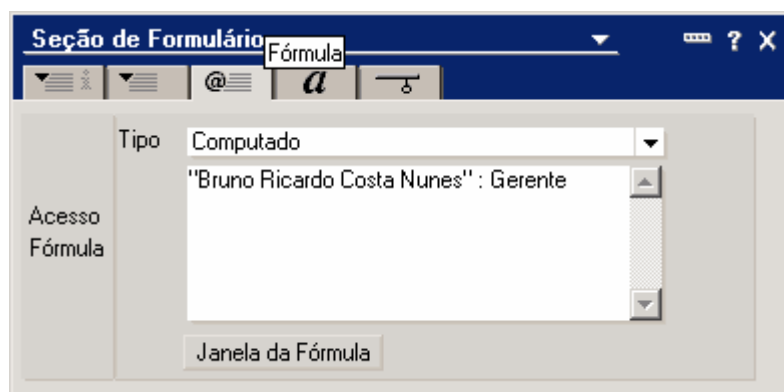 Seção de Formulário
Fórmula
? X
@
a
Tipo
Computado
"Bruno Ricardo Costa Nunes" : Gerente
Acesso
Fórmula
Janela da Fórmula